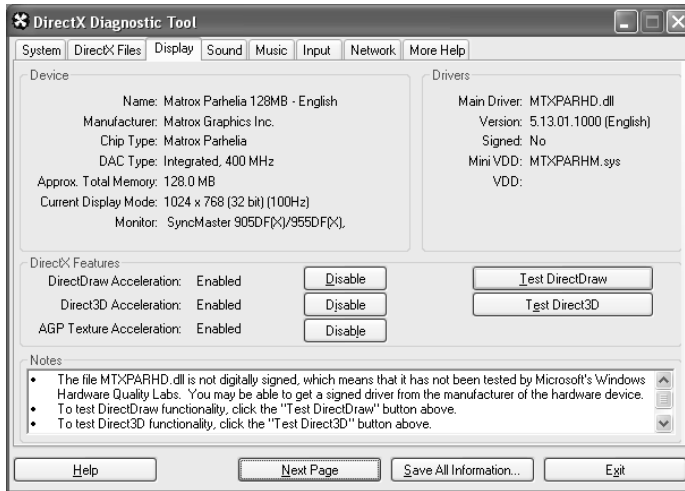 DirectX Diagnostic Tool
System DirectX Files Display Sound Music Input Network More Help
Device
Name: Matrox Parhelia 128MB - English
Manufacturer: Matrox Graphics Inc.
Chip Type: Matrox Parhelia
DAC Type: Integrated, 400 MHz
Approx. Total Memory: 128.0 MB
Current Display Mode: 1024 x 768 (32 bit) (100Hz)
Monitor: SyncMaster 905DF(X)/955DF(X),
Drivers
Main Driver: MTXPARHD.dll
Version: 5.13.01.1000 (English)
Signed: No
Mini VDD: MTXPARHM.sys
VDD:
DirectX Features
DirectDraw Acceleration: Enabled Disable Test DirectDraw
Direct3D Acceleration: Enabled Disable Test Direct3D
AGP Texture Acceleration: Enabled Disable
Notes
• The file MTXPARHD.dll is not digitally signed, which means that it has not been tested by Microsoft's Windows
Hardware Quality Labs. You may be able to get a signed driver from the manufacturer of the hardware device.
• To test DirectDraw functionality, click the "Test DirectDraw" button above.
• To test Direct3D functionality, click the "Test Direct3D" button above.
Help Next Page Save All Information... Exit